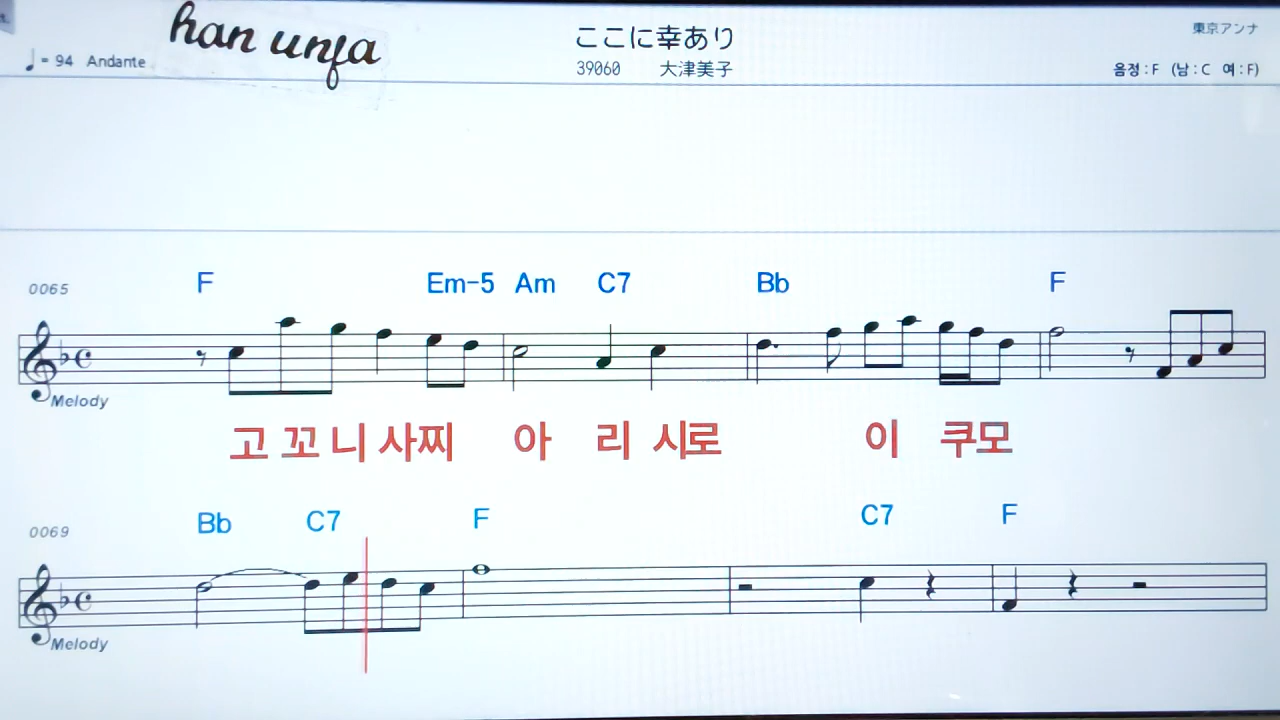 han unfa
ここに幸あり
東京アンナ
♩= 94 Andante
39060 大津美子
음정:F (남:C 여:F)
0065 F Em-5 Am C7 Bb F
Melody
고 꼬 니 사찌 아 리 시로 이 쿠모
0069 Bb C7 F C7 F
Melody